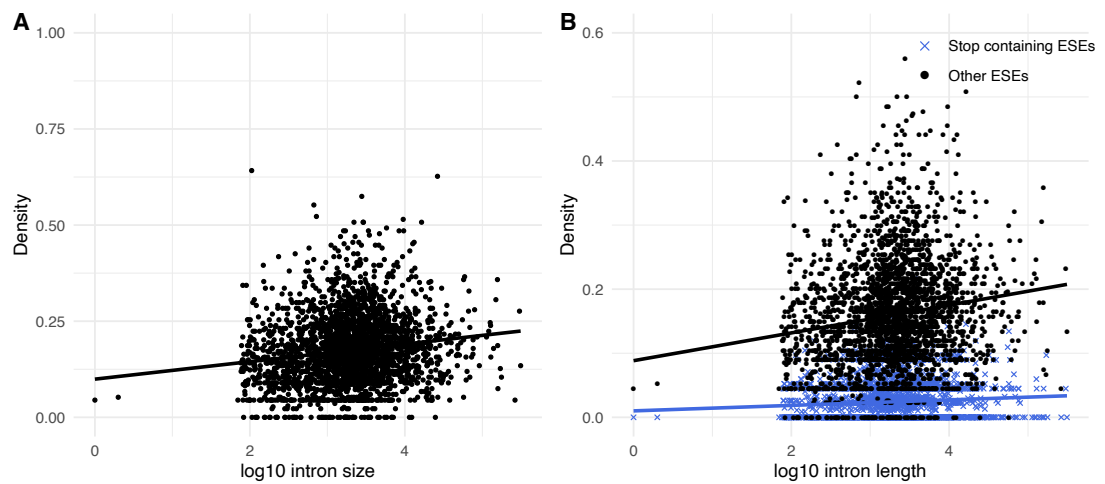 A
1.00
0.75
0.50
0.25
0.00
Density
0
2
4
log10 intron size
B
0.6
0.4
0.2
0.0
Density
0
2
4
log10 intron length
Stop containing ESEs
Other ESEs